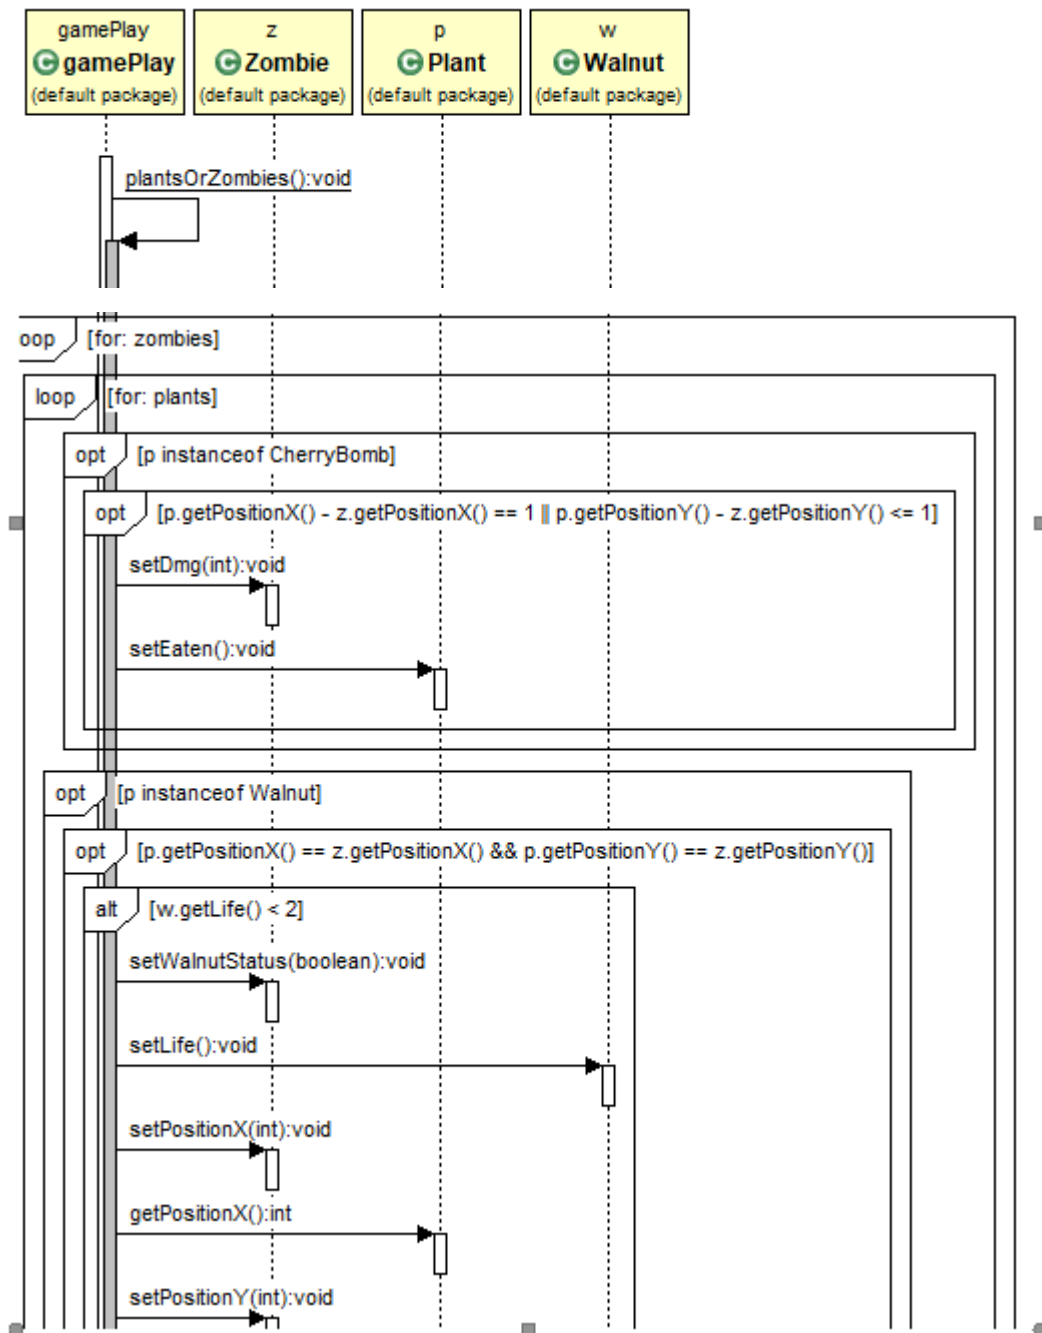 gamePlay z p w
C gamePlay C Zombie C Plant C Walnut
(default package) (default package) (default package) (default package)
plantsOrZombies():void
oop [for: zombies]
loop [for: plants]
opt [p instanceof CherryBomb]
opt [p.getPositionX() - z.getPositionX() == 1 || p.getPositionY() - z.getPositionY() <= 1]
setDmg(int):void
setEaten():void
opt [p instanceof Walnut]
opt [p.getPositionX() == z.getPositionX() && p.getPositionY() == z.getPositionY()]
alt [w.getLife() < 2]
setWalnutStatus(boolean):void
setLife():void
setPositionX(int):void
getPositionX():int
setPositionY(int):void